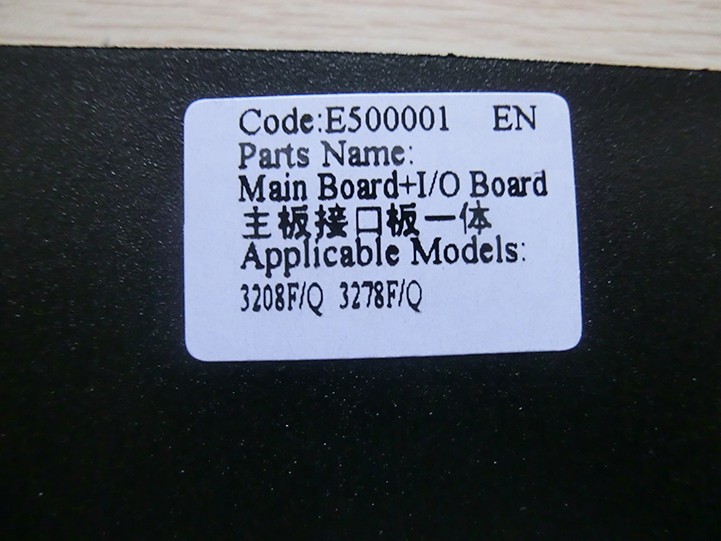 Code:E500001 EN
Parts Name:
Main Board+I/O Board
主板接口板一体
Applicable Models:
3208F/Q 3278F/Q